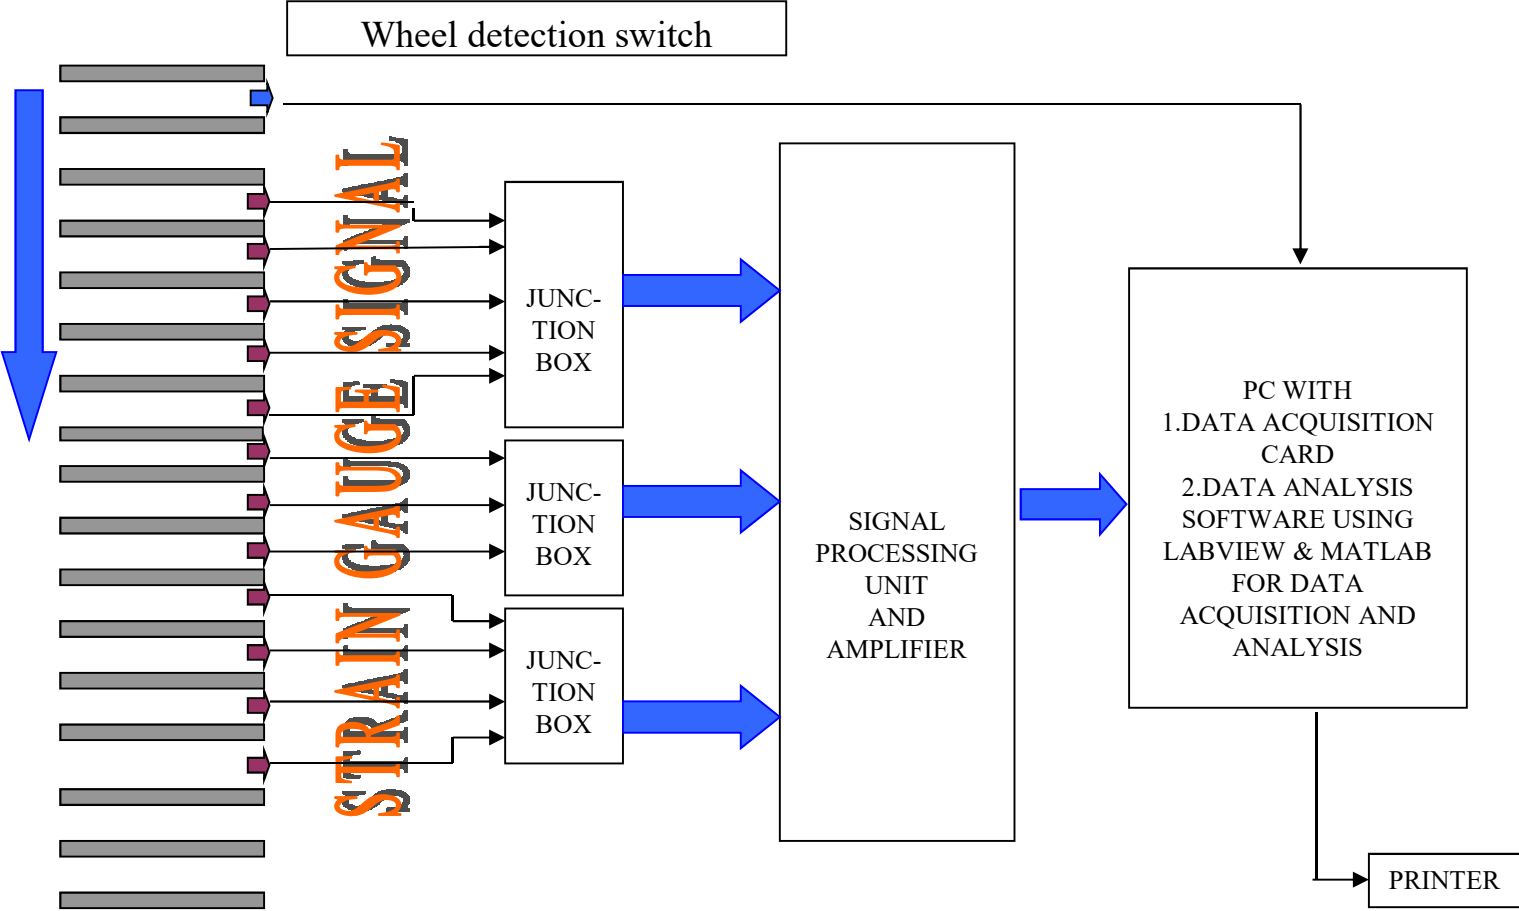 Wheel detection switch
STRAIN GAUGE SIGNAL
JUNC-
TION
BOX
JUNC-
TION
BOX
JUNC-
TION
BOX
SIGNAL
PROCESSING
UNIT
AND
AMPLIFIER
PC WITH
1.DATA ACQUISITION
CARD
2.DATA ANALYSIS
SOFTWARE USING
LABVIEW & MATLAB
FOR DATA
ACQUISITION AND
ANALYSIS
PRINTER